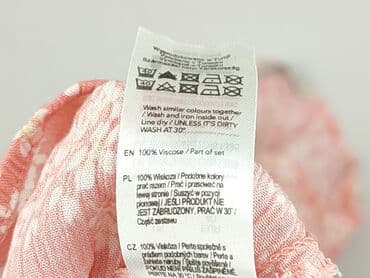 Wash similar colours together
/ Wash and iron inside out /
Line dry / UNLESS IT'S DIRTY
WASH AT 30°
EN 100% Viscose / Part of set
PL 100% Wiskoza / Podobne kolory
prać razem / Prać i prasować na
lewej stronie / Suszyć w pozycji
pionowej / JEŚLI PRODUKT NIE
JEST ZABRUDZONY, PRAĆ W 30° /
Część zestawu
CZ 100% Viskóza / Perte společně s
prádlem podobných barev / Perte a